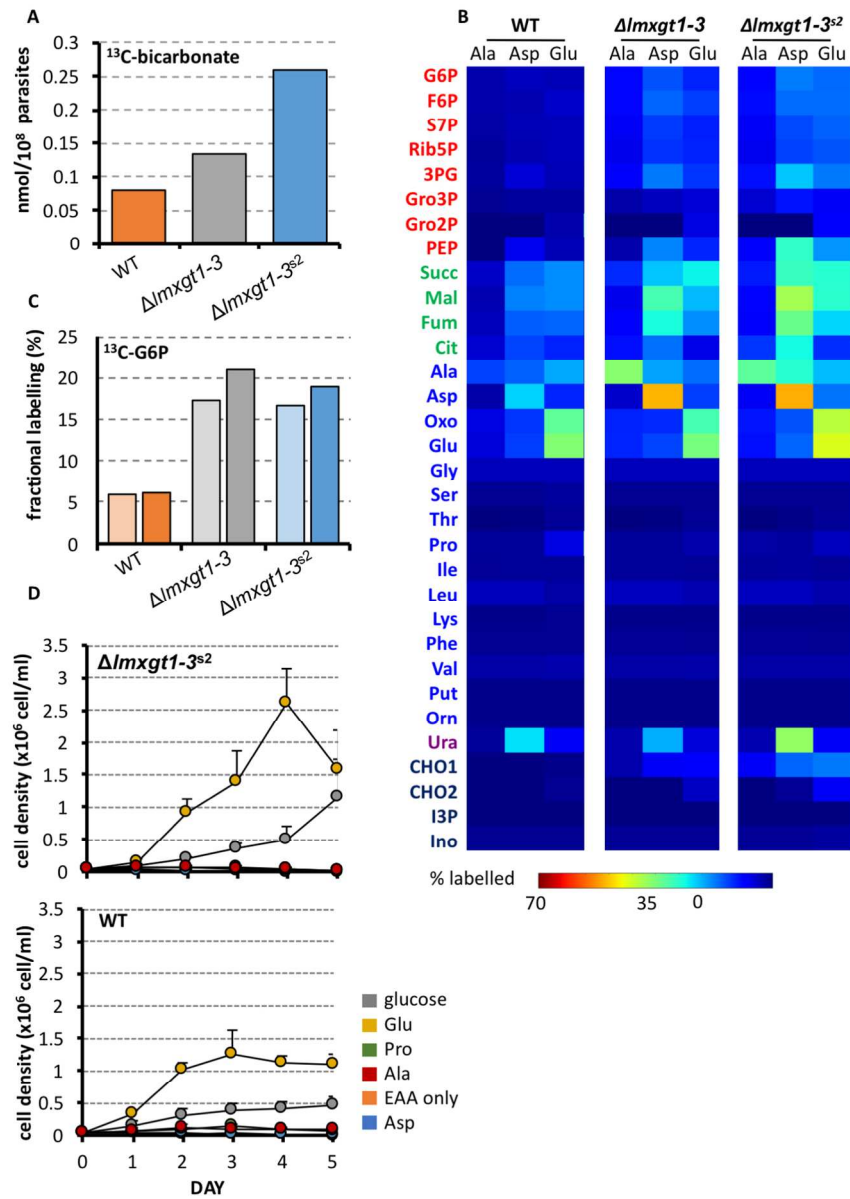 A
¹³C-bicarbonate
nmol/10⁸ parasites
0.3
0.25
0.2
0.15
0.1
0.05
0
WT
Δlmxgt1-3
Δlmxgt1-3ˢ²
C
¹³C-G6P
fractional labelling (%)
25
20
15
10
5
0
WT
Δlmxgt1-3
Δlmxgt1-3ˢ²
D
Δlmxgt1-3ˢ²
cell density (x10⁶ cell/ml)
3.5
3
2.5
2
1.5
1
0.5
0
WT
cell density (x10⁶ cell/ml)
3.5
3
2.5
2
1.5
1
0.5
0
0 1 2 3 4 5
DAY
glucose
Glu
Pro
Ala
EAA only
Asp
B
WT Δlmxgt1-3 Δlmxgt1-3ˢ²
Ala Asp Glu Ala Asp Glu Ala Asp Glu
G6P
F6P
S7P
Rib5P
3PG
Gro3P
Gro2P
PEP
Succ
Mal
Fum
Cit
Ala
Asp
Oxo
Glu
Gly
Ser
Thr
Pro
Ile
Leu
Lys
Phe
Val
Put
Orn
Ura
CHO1
CHO2
I3P
Ino
% labelled
70 35 0